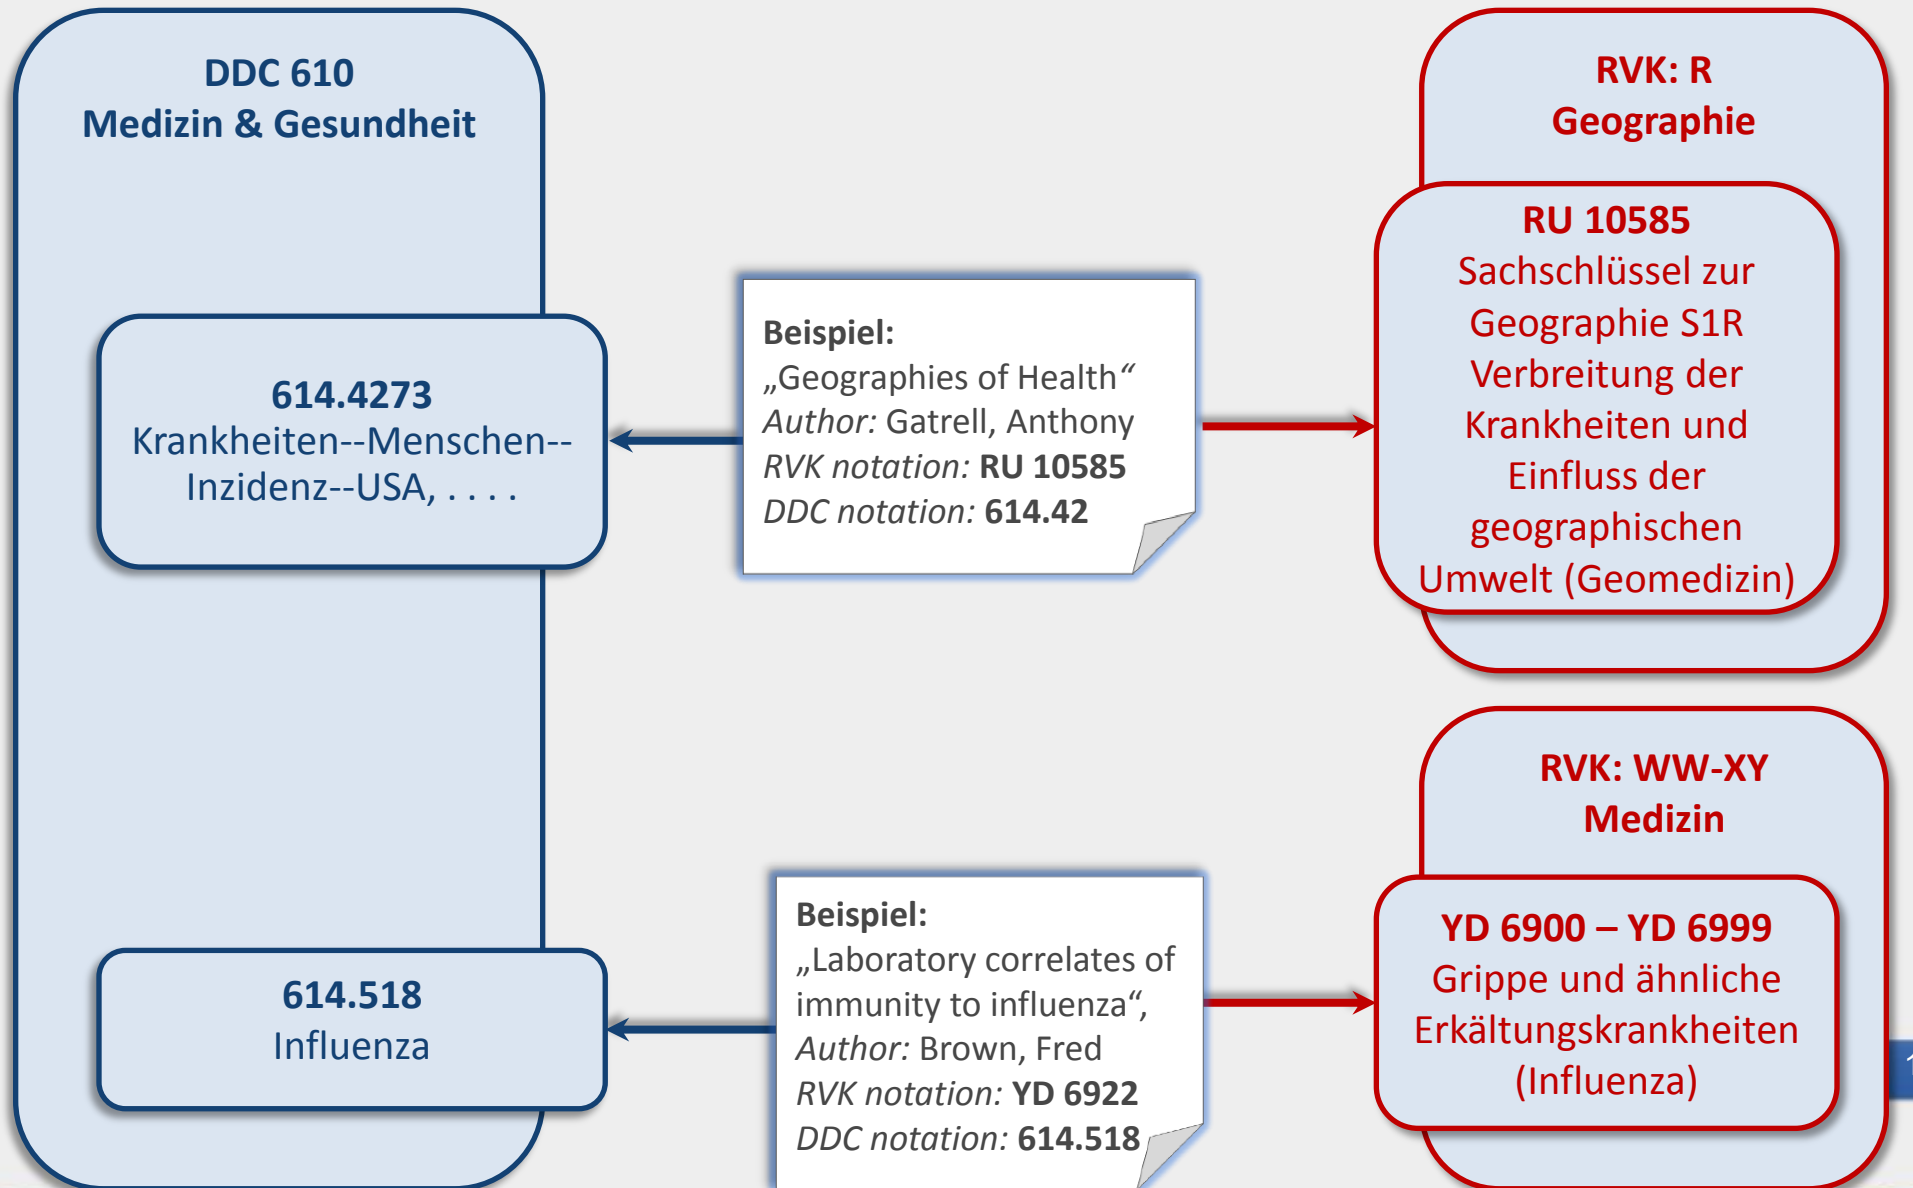 DDC 610
Medizin & Gesundheit
614.4273
Krankheiten--Menschen--
Inzidenz--USA, . . . .
614.518
Influenza
Beispiel:
„Geographies of Health“
Author: Gatrell, Anthony
RVK notation: RU 10585
DDC notation: 614.42
Beispiel:
„Laboratory correlates of
immunity to influenza“,
Author: Brown, Fred
RVK notation: YD 6922
DDC notation: 614.518
RVK: R
Geographie
RU 10585
Sachschlüssel zur
Geographie S1R
Verbreitung der
Krankheiten und
Einfluss der
geographischen
Umwelt (Geomedizin)
RVK: WW-XY
Medizin
YD 6900 – YD 6999
Grippe und ähnliche
Erkältungskrankheiten
(Influenza)